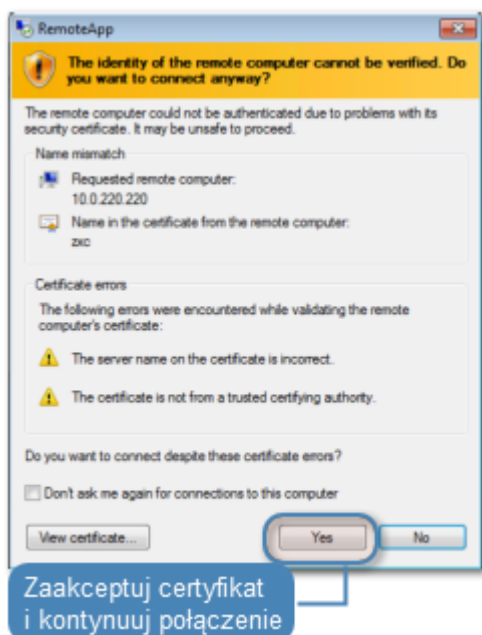 RemoteApp
The identity of the remote computer cannot be verified. Do
you want to connect anyway?
The remote computer could not be authenticated due to problems with its
security certificate. It may be unsafe to proceed.
Name mismatch
Requested remote computer:
10.0.220.220
Name in the certificate from the remote computer:
zxc
Certificate errors
The following errors were encountered while validating the remote
computer's certificate:
The server name on the certificate is incorrect.
The certificate is not from a trusted certifying authority.
Do you want to connect despite these certificate errors?
Don't ask me again for connections to this computer
View certificate... Yes No
Zaakceptuj certyfikat
i kontynuuj połączenie